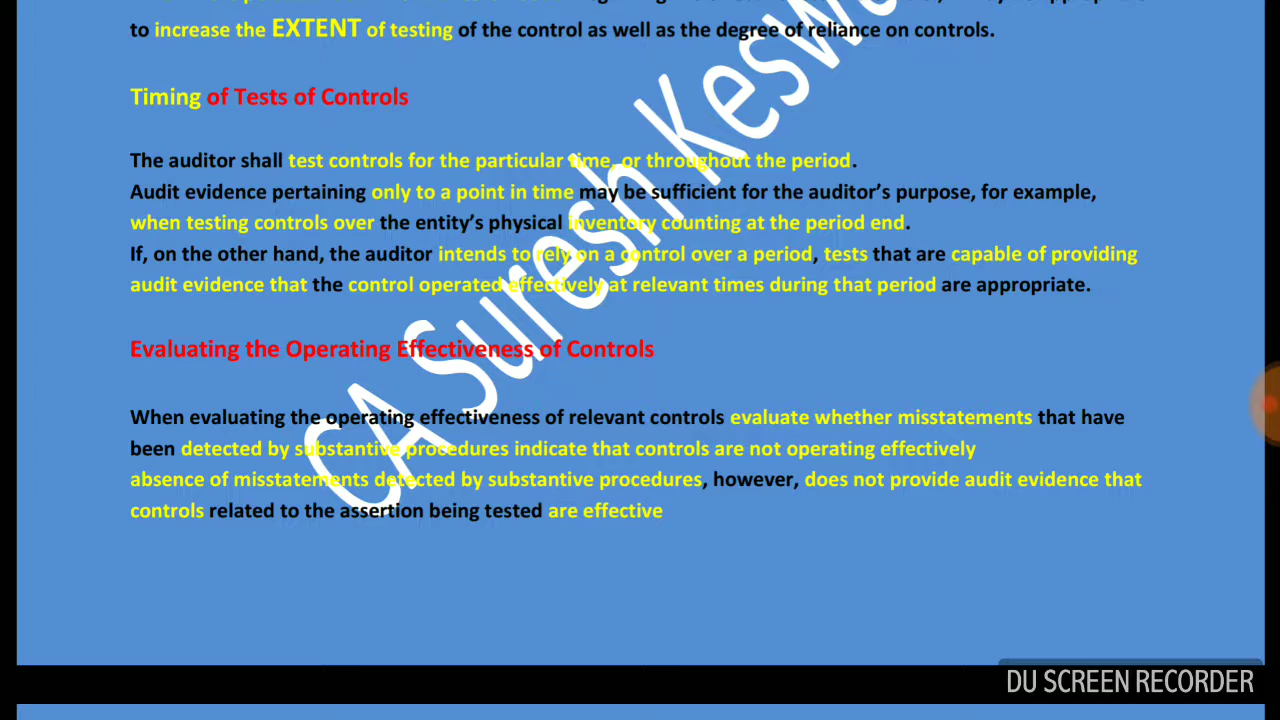 to increase the EXTENT of testing of the control as well as the degree of reliance on controls.
Timing of Tests of Controls
The auditor shall test controls for the particular time, or throughout the period.
Audit evidence pertaining only to a point in time may be sufficient for the auditor's purpose, for example,
when testing controls over the entity's physical inventory counting at the period end.
If, on the other hand, the auditor intends to rely on a control over a period, tests that are capable of providing
audit evidence that the control operated effectively at relevant times during that period are appropriate.
Evaluating the Operating Effectiveness of Controls
When evaluating the operating effectiveness of relevant controls evaluate whether misstatements that have
been detected by substantive procedures indicate that controls are not operating effectively
absence of misstatements detected by substantive procedures, however, does not provide audit evidence that
controls related to the assertion being tested are effective
CA Suresh
DU SCREEN RECORDER